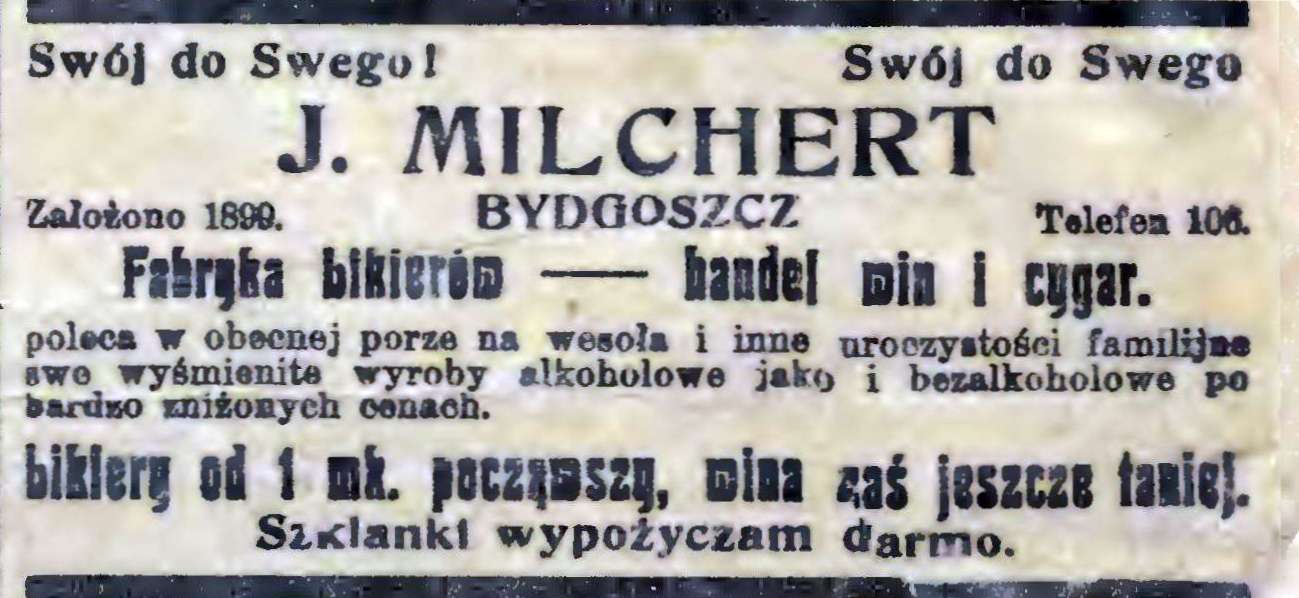 Swój do Swego! Swój do Swego
J. MILCHERT
Założono 1899. BYDGOSZCZ Telefon 106.
Fabryka likierów — handel win i cygar.
poleca w obecnej porze na wesoła i inne uroczystości familijne
swe wyśmienite wyroby alkoholowe jako i bezalkoholowe po
bardzo zniżonych cenach.
Likiery od 1 mk. począwszy, wina zaś jeszcze taniej.
Szklanki wypożyczam darmo.